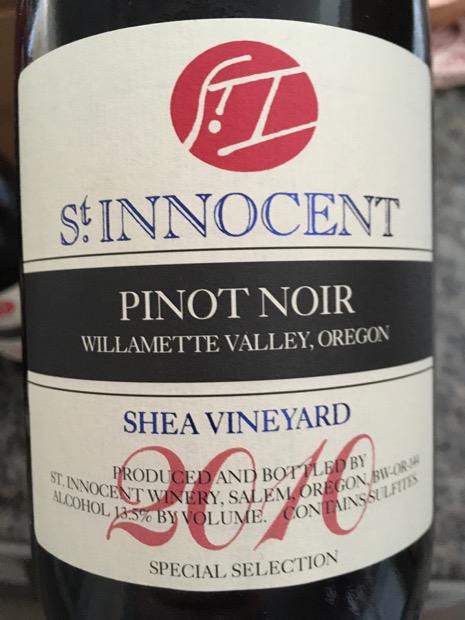 S.t I
St. INNOCENT
PINOT NOIR
WILLAMETTE VALLEY, OREGON
SHEA VINEYARD
2010
PRODUCED AND BOTTLED BY
ST. INNOCENT WINERY, SALEM, OREGON, BW-OR-144
ALCOHOL 13.5% BY VOLUME. CONTAINS SULFITES.
SPECIAL SELECTION